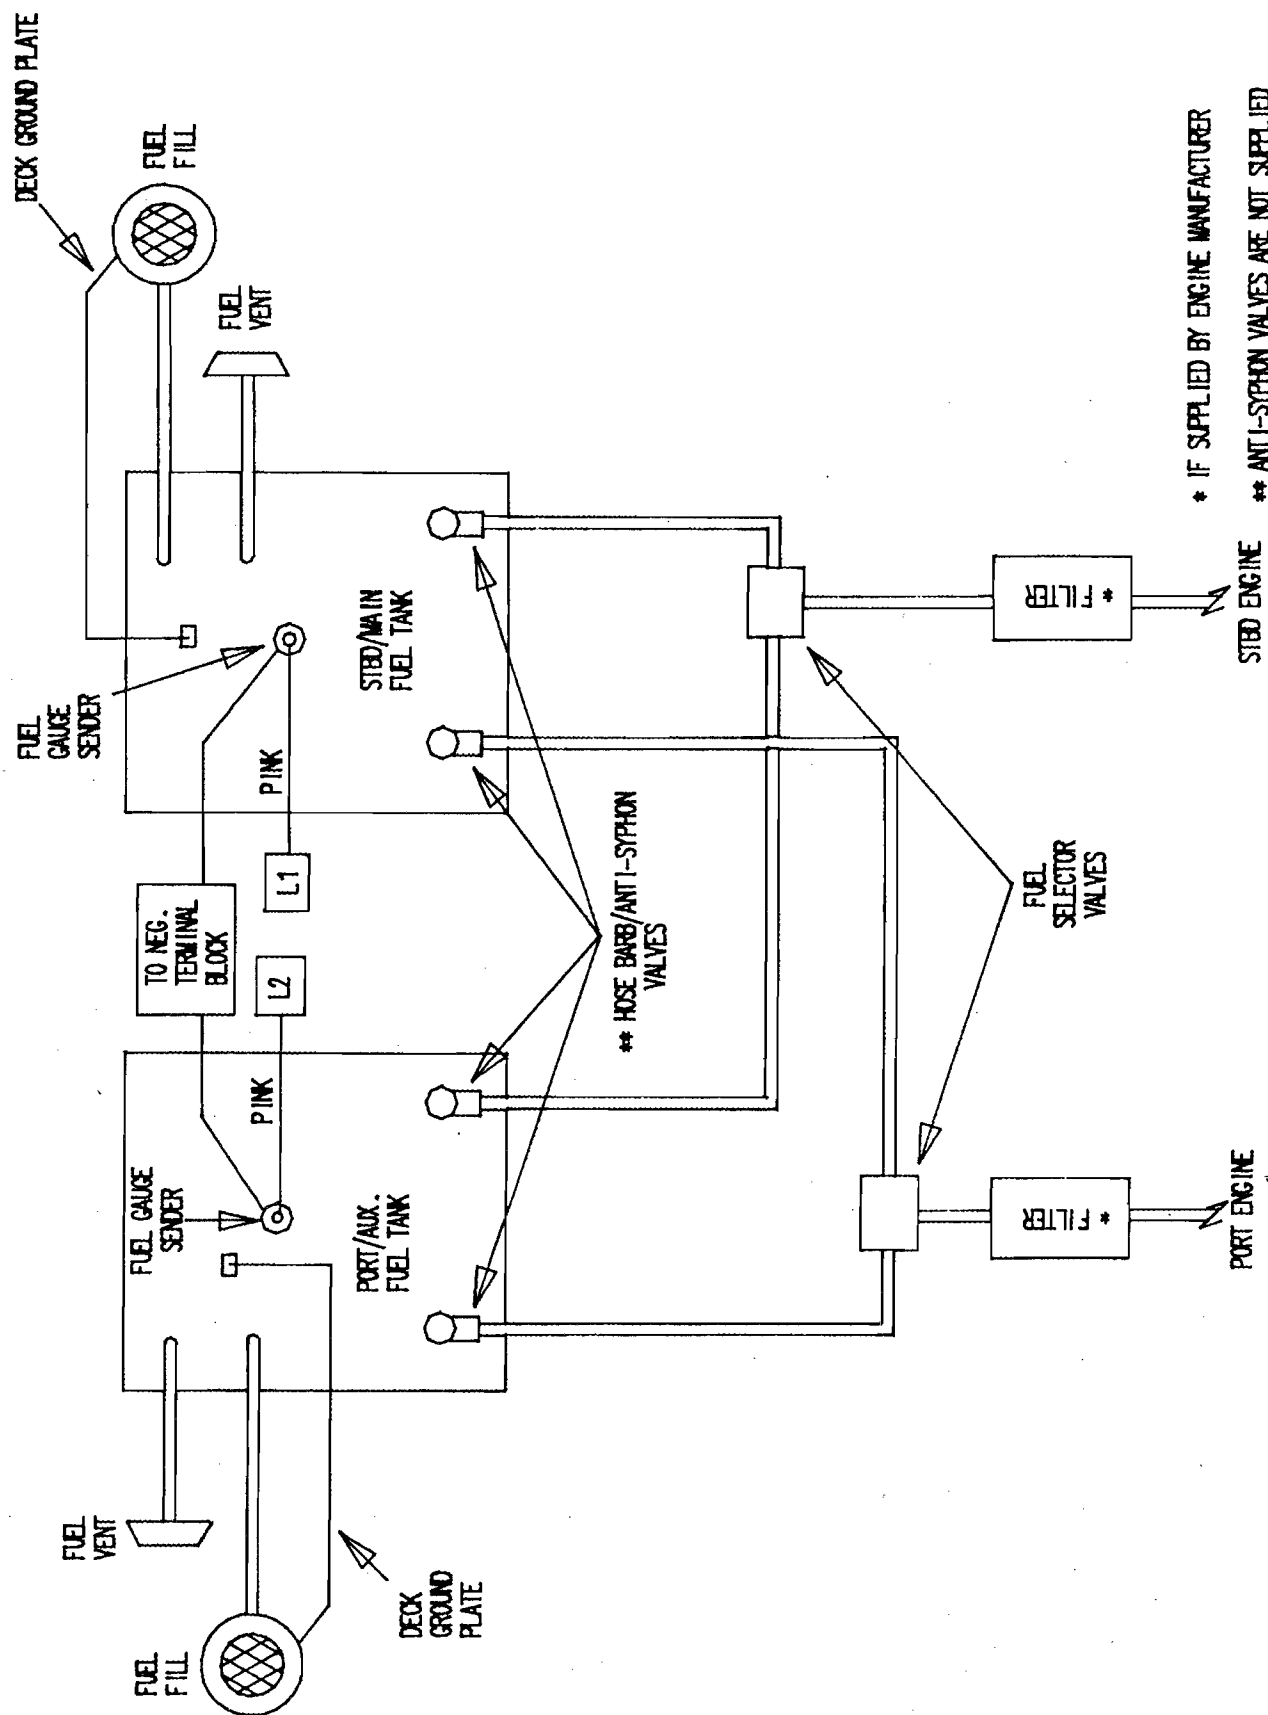 FUEL
FILL
FUEL
VENT
DECK
GROUND
PLATE
FUEL GAUGE
SENDER
PINK
PORT/AUX.
FUEL TANK
TO NEG.
TERMINAL
BLOCK
L2
L1
FUEL
GAUGE
SENDER
PINK
STBD/MAIN
FUEL TANK
DECK GROUND PLATE
FUEL
FILL
FUEL
VENT
** HOSE BARB/ANTI-SYPHON
VALVES
FUEL
SELECTOR
VALVES
* FILTER
* FILTER
PORT ENGINE
STBD ENGINE
* IF SUPPLIED BY ENGINE MANUFACTURER
** ANTI-SYPHON VALVES ARE NOT SUPPLIED